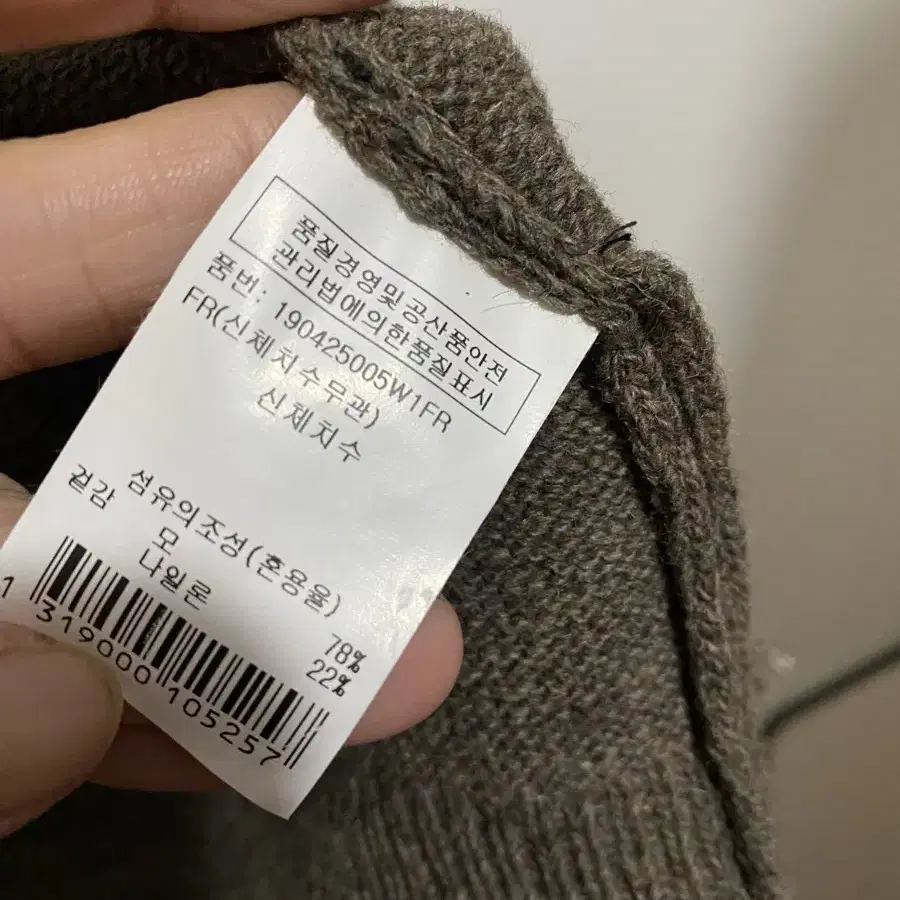 품질경영및공산품안전
관리법에의한품질표시
품번: 190425005W1FR
FR(신체치수무관)
신체치수
섬유의조성(혼용율)
겉감 모 78%
나일론 22%
1 319000 105257